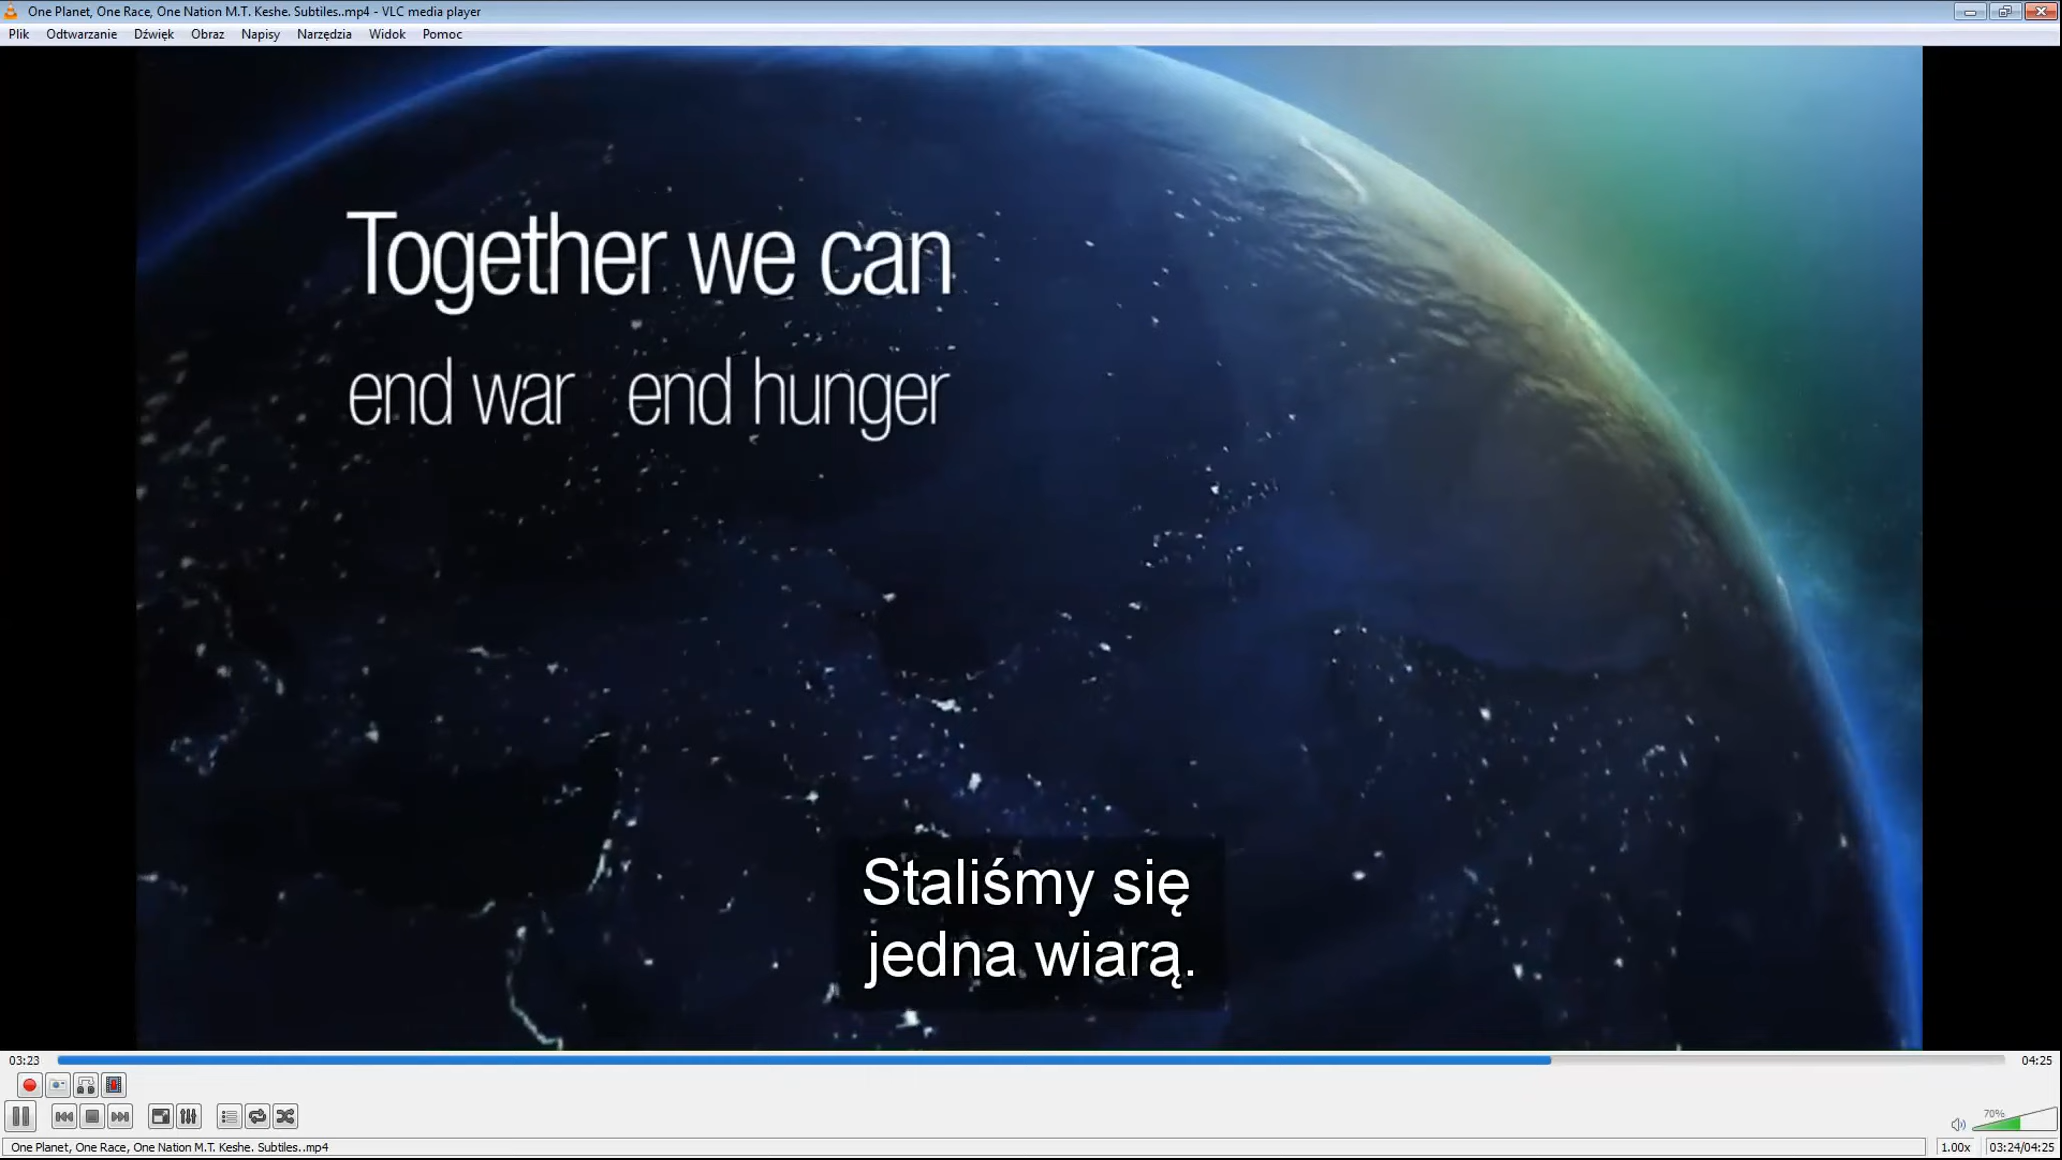 One Planet, One Race, One Nation M.T. Keshe. Subtiles..mp4 - VLC media player
Plik Odtwarzanie Dźwięk Obraz Napisy Narzędzia Widok Pomoc
Together we can
end war end hunger
Staliśmy się
jedna wiarą.
03:23 04:25
70%
One Planet, One Race, One Nation M.T. Keshe. Subtiles..mp4 1.00x 03:24/04:25